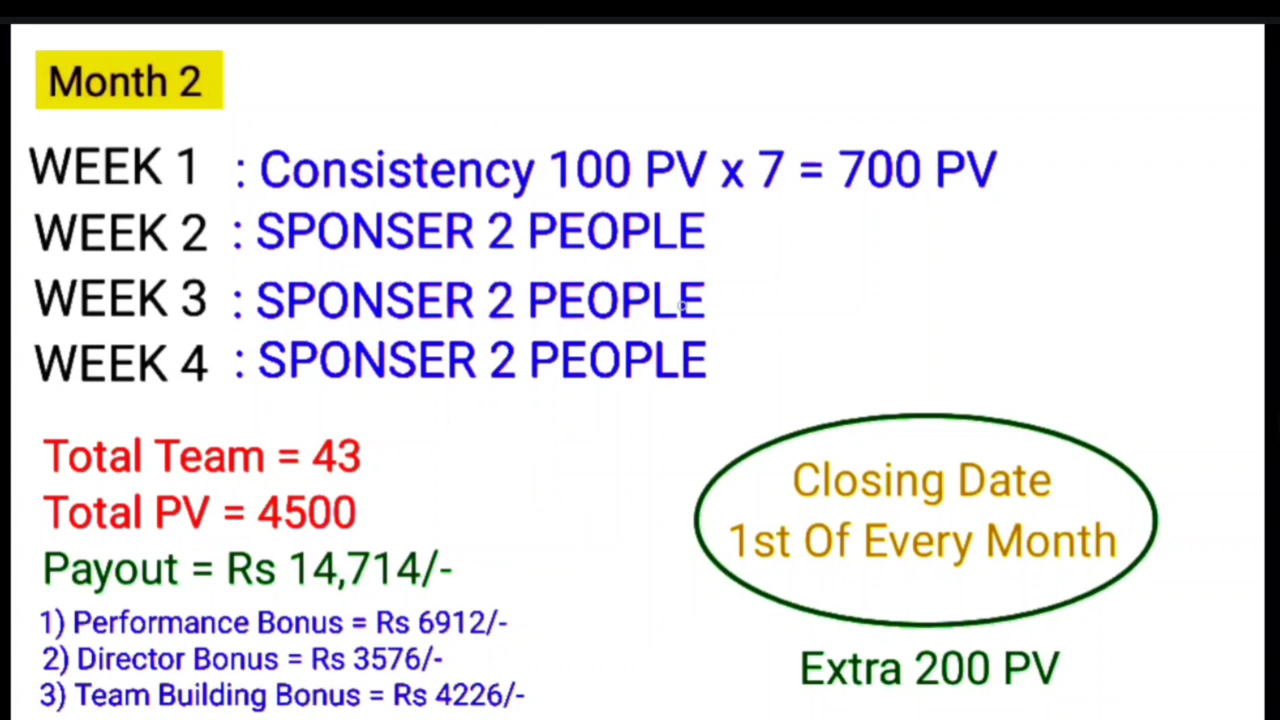 Month 2
WEEK 1 : Consistency 100 PV x 7 = 700 PV
WEEK 2 : SPONSER 2 PEOPLE
WEEK 3 : SPONSER 2 PEOPLE
WEEK 4 : SPONSER 2 PEOPLE
Total Team = 43
Total PV = 4500
Payout = Rs 14,714/-
1) Performance Bonus = Rs 6912/-
2) Director Bonus = Rs 3576/-
3) Team Building Bonus = Rs 4226/-
Closing Date
1st Of Every Month
Extra 200 PV